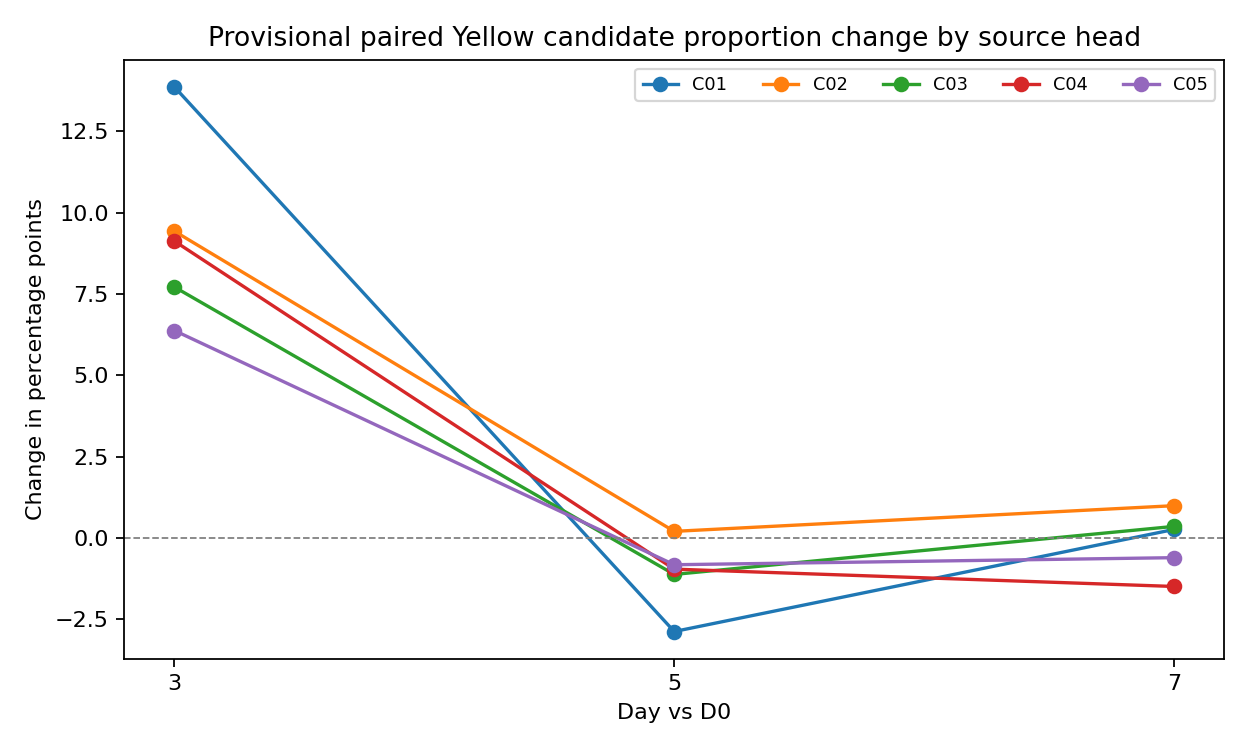 Provisional paired Yellow candidate proportion change by source head
C01 C02 C03 C04 C05
Change in percentage points
12.5
10.0
7.5
5.0
2.5
0.0
−2.5
3 5 7
Day vs D0